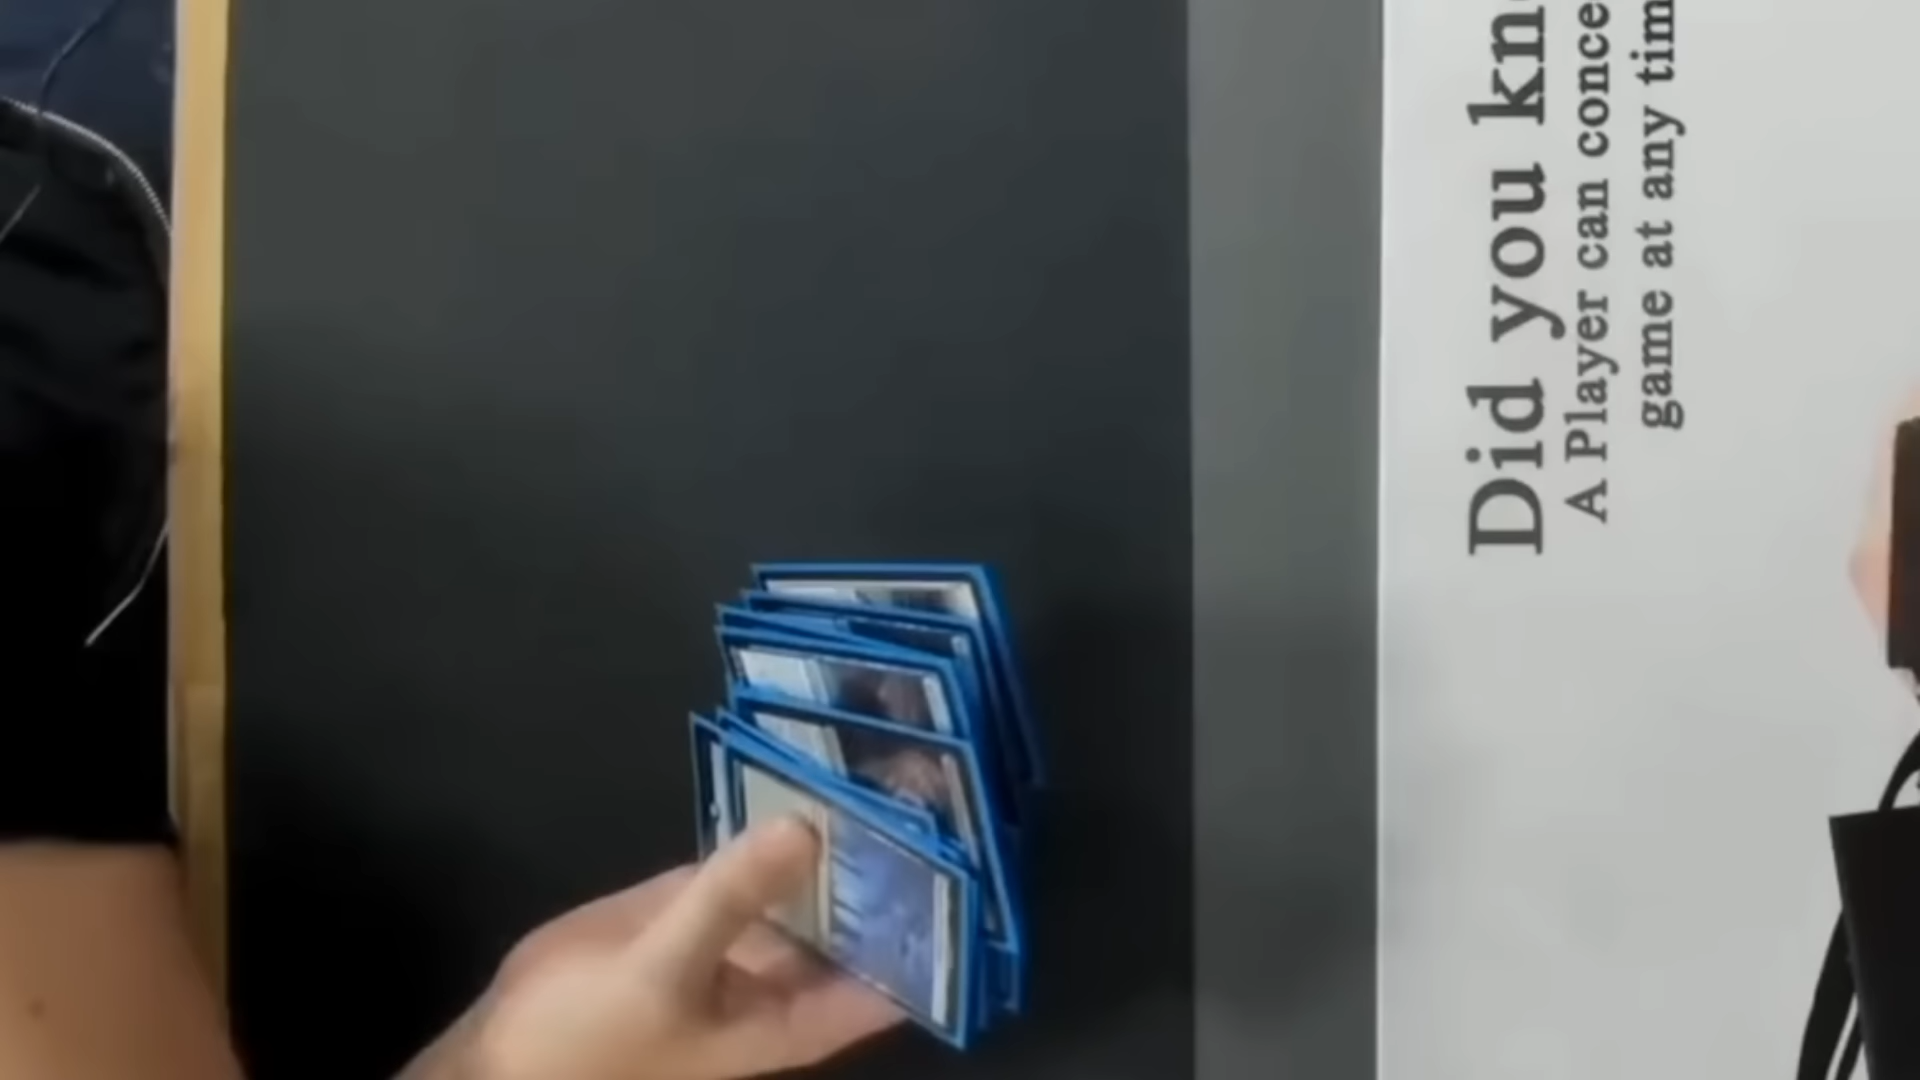 Did you kn
A Player can conce
game at any tim